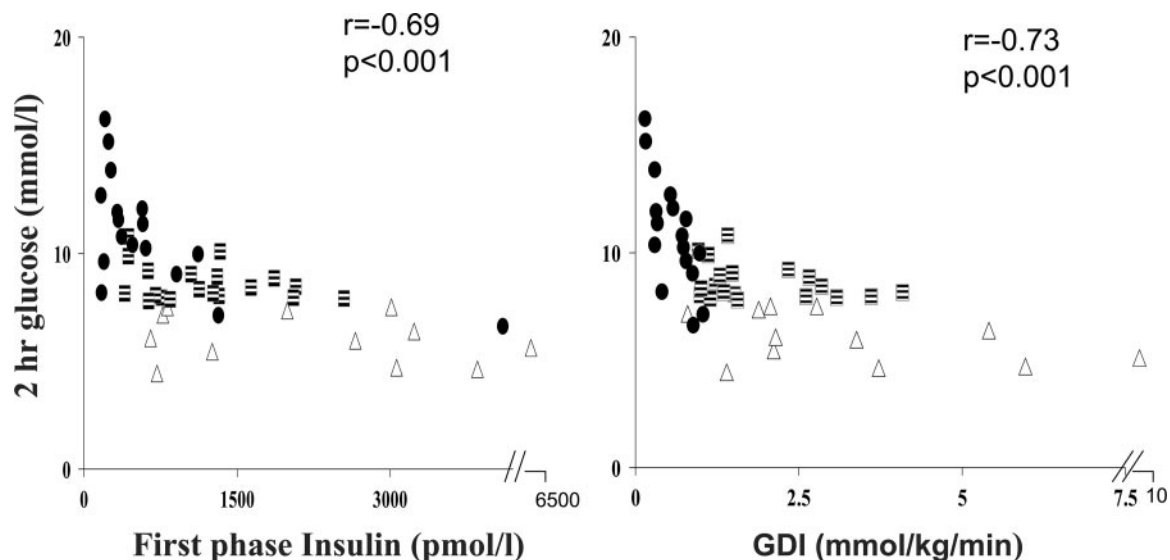 r=-0.69
p<0.001
20
10
0
2 hr glucose (mmol/l)
0 1500 3000 6500
First phase Insulin (pmol/l)
r=-0.73
p<0.001
20
10
0
0 2.5 5 7.5 10
GDI (mmol/kg/min)